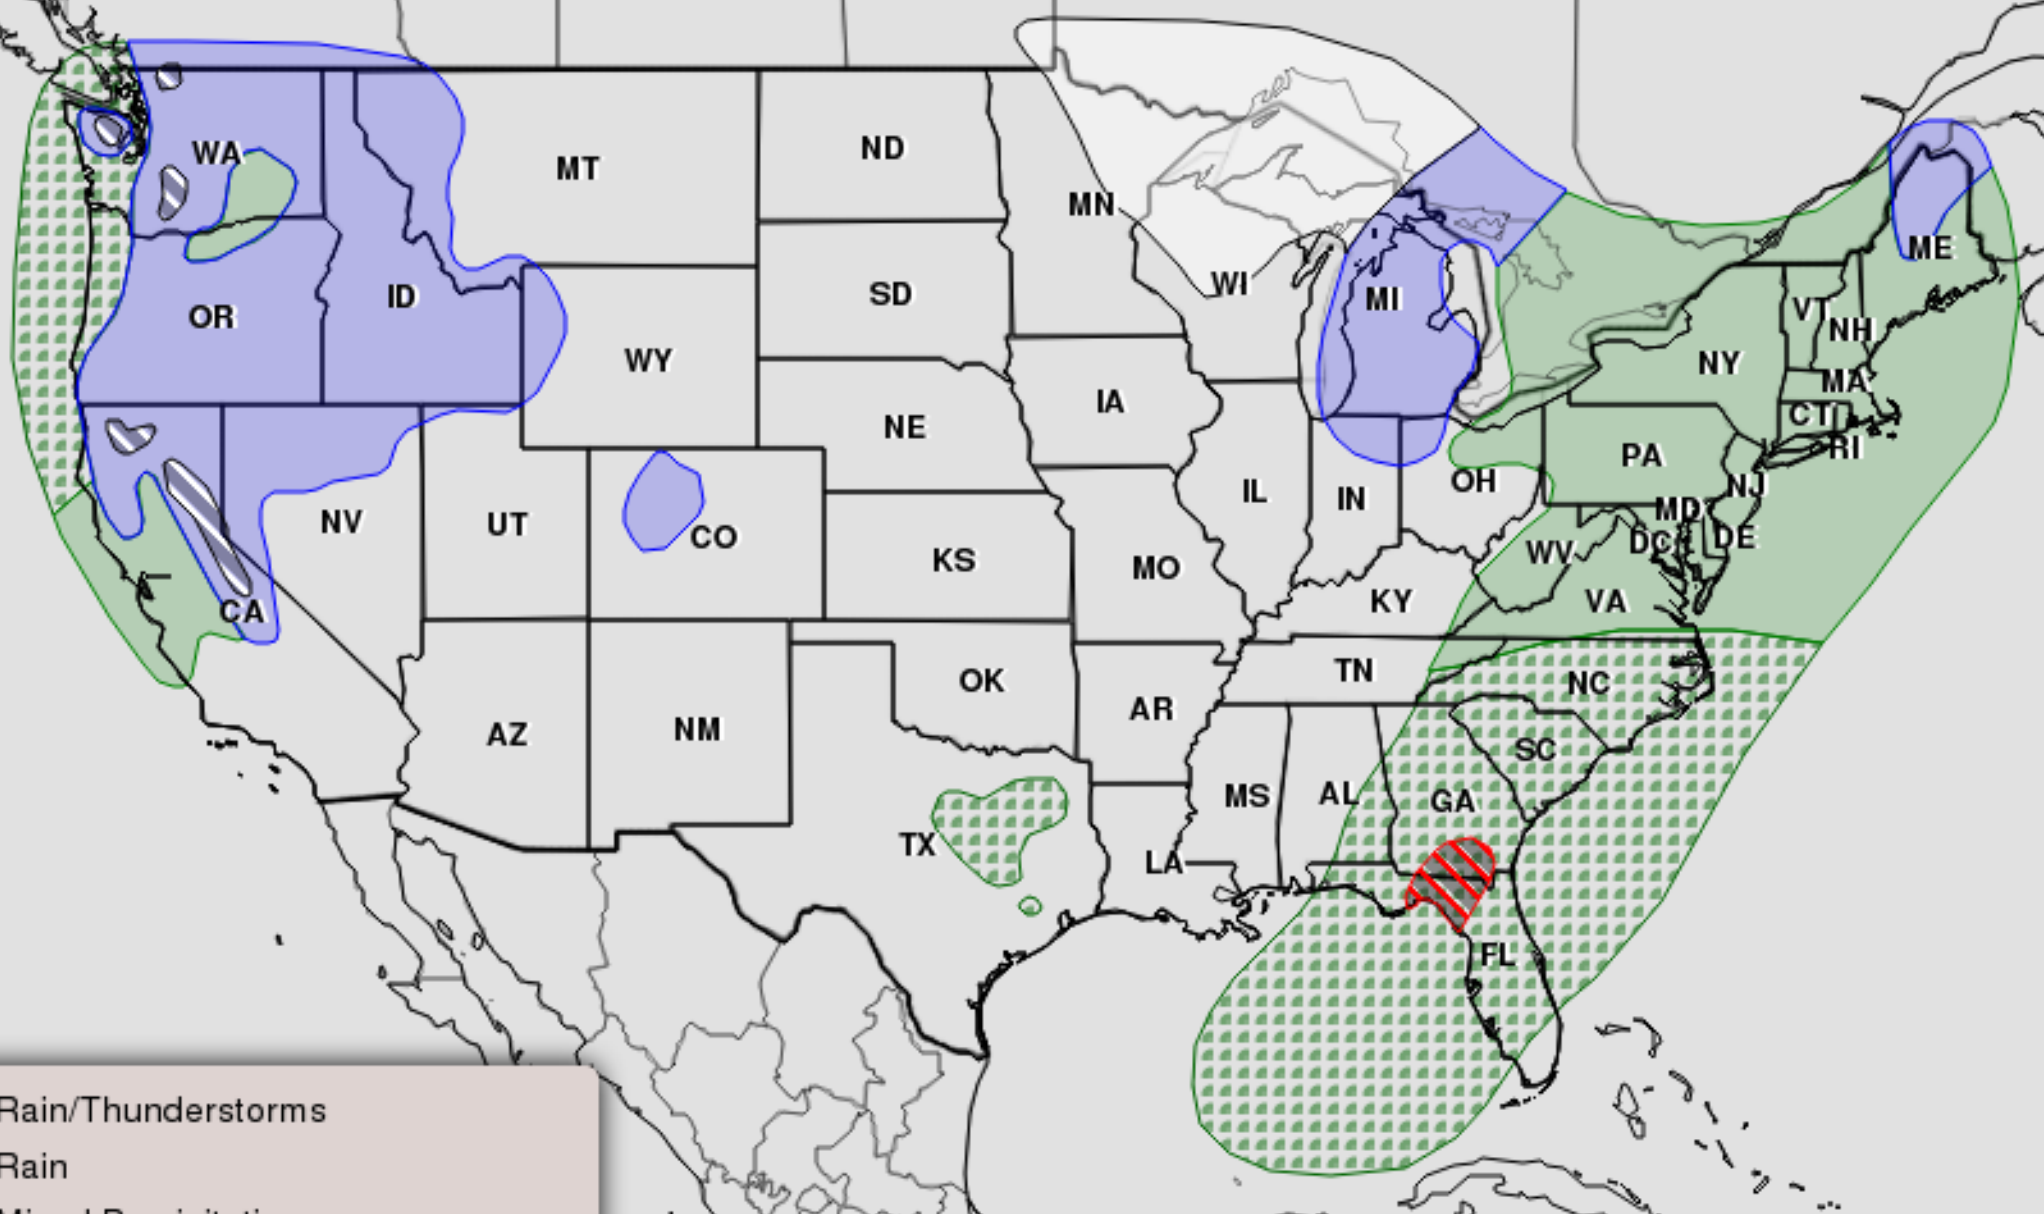 WA
MT
ND
MN
ME
OR
ID
SD
WI
MI
VT
NH
WY
NY
MA
NE
IA
CT
RI
PA
NV
UT
CO
IL
IN
OH
NJ
MD
DC
DE
KS
MO
WV
CA
KY
VA
OK
TN
NC
AZ
NM
AR
SC
TX
MS
AL
GA
LA
FL
Rain/Thunderstorms
Rain